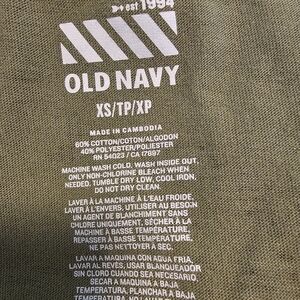 est 1994
OLD NAVY
XS/TP/XP
MADE IN CAMBODIA
60% COTTON/COTON/ALGODON
40% POLYESTER/POLIESTER
RN 54023 / CA 17897
MACHINE WASH COLD, WASH INSIDE OUT,
ONLY NON-CHLORINE BLEACH WHEN
NEEDED, TUMBLE DRY LOW, COOL IRON,
DO NOT DRY CLEAN.
LAVER À LA MACHINE À L'EAU FROIDE,
LAVER À L'ENVERS, UTILISER AU BESOIN
UN AGENT DE BLANCHIMENT SANS
CHLORE UNIQUEMENT, SÉCHER À LA
MACHINE À BASSE TEMPÉRATURE,
REPASSER À BASSE TEMPÉRATURE,
NE PAS NETTOYER À SEC.
LAVAR A MAQUINA CON AGUA FRIA,
LAVAR AL REVES, USAR BLANQUEADOR
SIN CLORO CUANDO SEA NECESARIO,
SECAR A MAQUINA A BAJA
TEMPERATURA, PLANCHAR A BAJA
TEMPERATURA, NO LAVAR